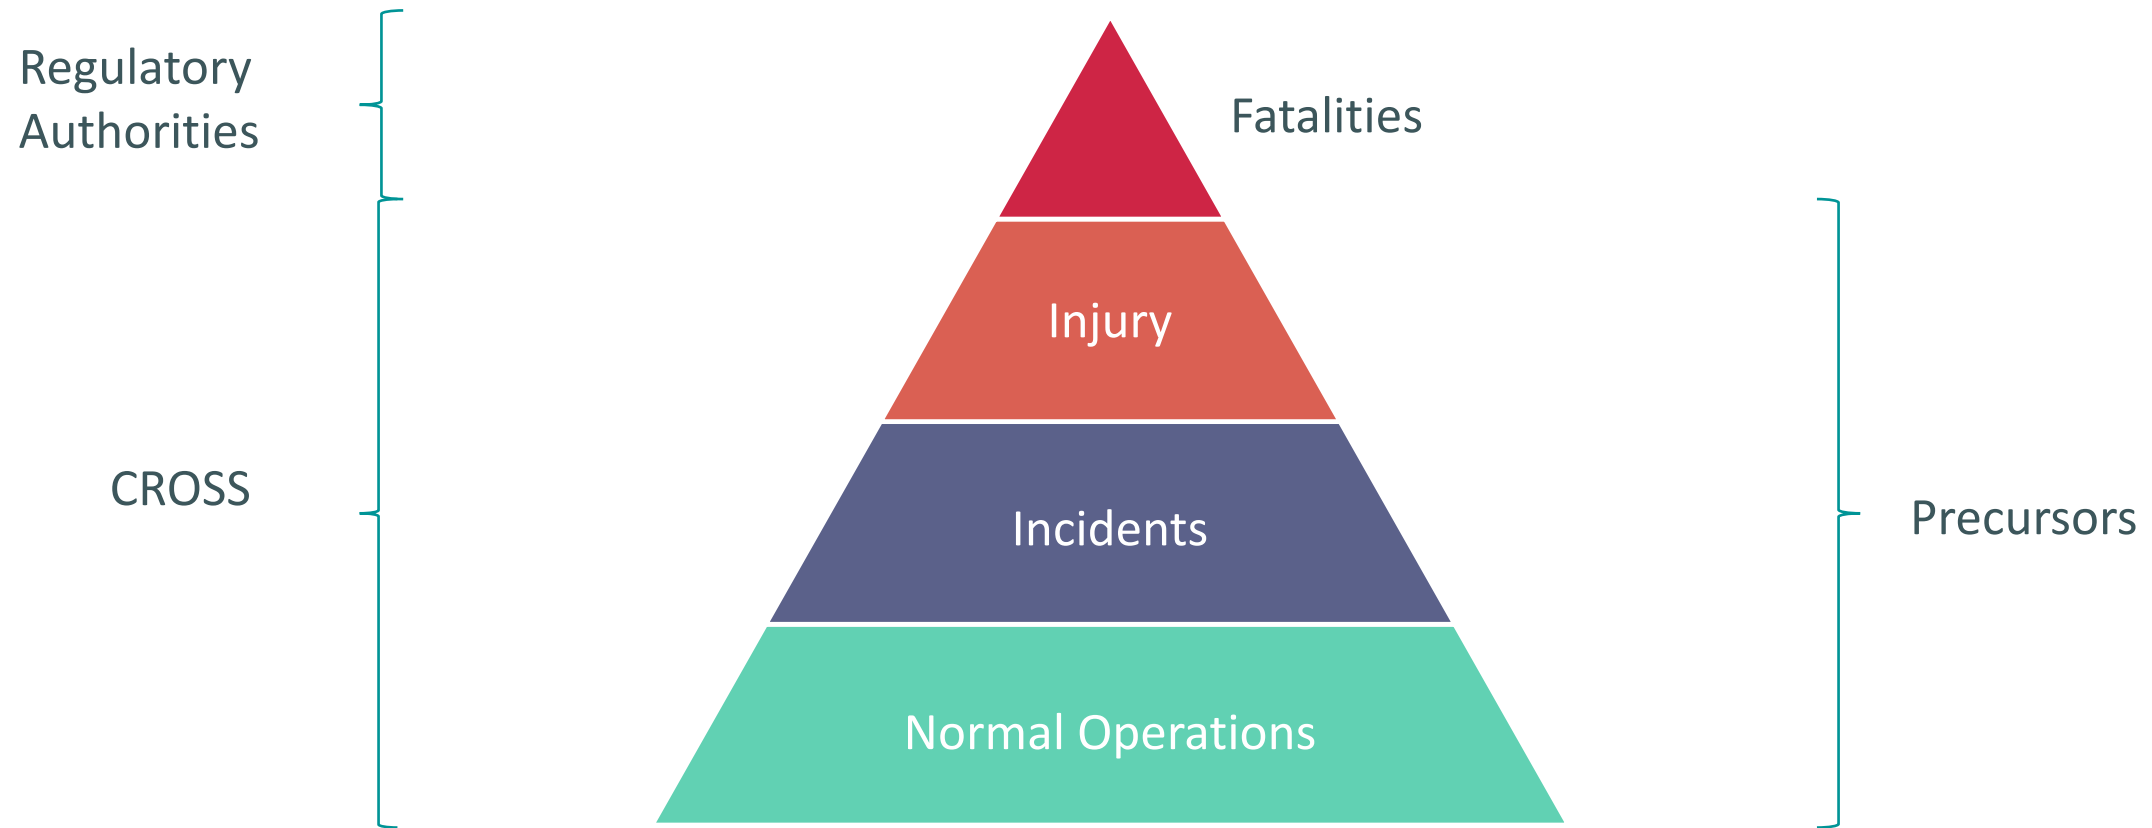 Regulatory
Authorities
Fatalities
Injury
CROSS
Incidents
Precursors
Normal Operations